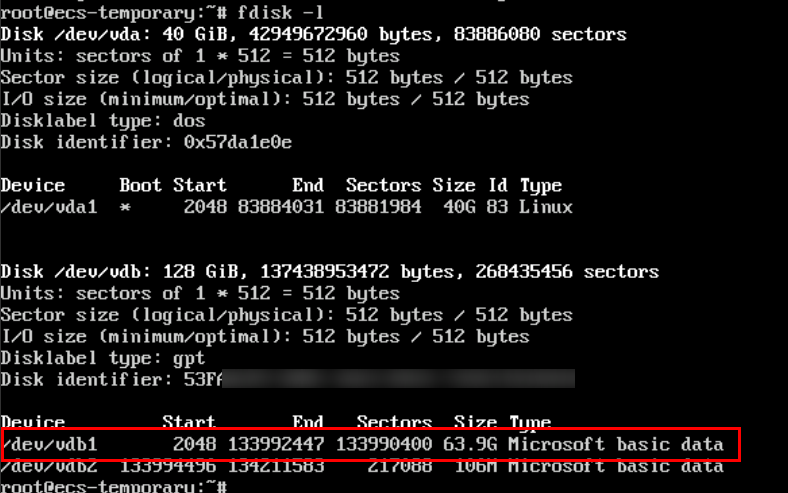 root@ecs-temporary:~# fdisk -l
Disk /dev/vda: 40 GiB, 42949672960 bytes, 83886080 sectors
Units: sectors of 1 * 512 = 512 bytes
Sector size (logical/physical): 512 bytes / 512 bytes
I/O size (minimum/optimal): 512 bytes / 512 bytes
Disklabel type: dos
Disk identifier: 0x57da1e0e
Device Boot Start End Sectors Size Id Type
/dev/vda1 * 2048 83884031 83881984 40G 83 Linux
Disk /dev/vdb: 128 GiB, 137438953472 bytes, 268435456 sectors
Units: sectors of 1 * 512 = 512 bytes
Sector size (logical/physical): 512 bytes / 512 bytes
I/O size (minimum/optimal): 512 bytes / 512 bytes
Disklabel type: gpt
Disk identifier: 53FA
Device Start End Sectors Size Type
/dev/vdb1 2048 133992447 133990400 63.9G Microsoft basic data
/dev/vdb2 133994496 134211583 217088 106M Microsoft basic data
root@ecs-temporary:~#